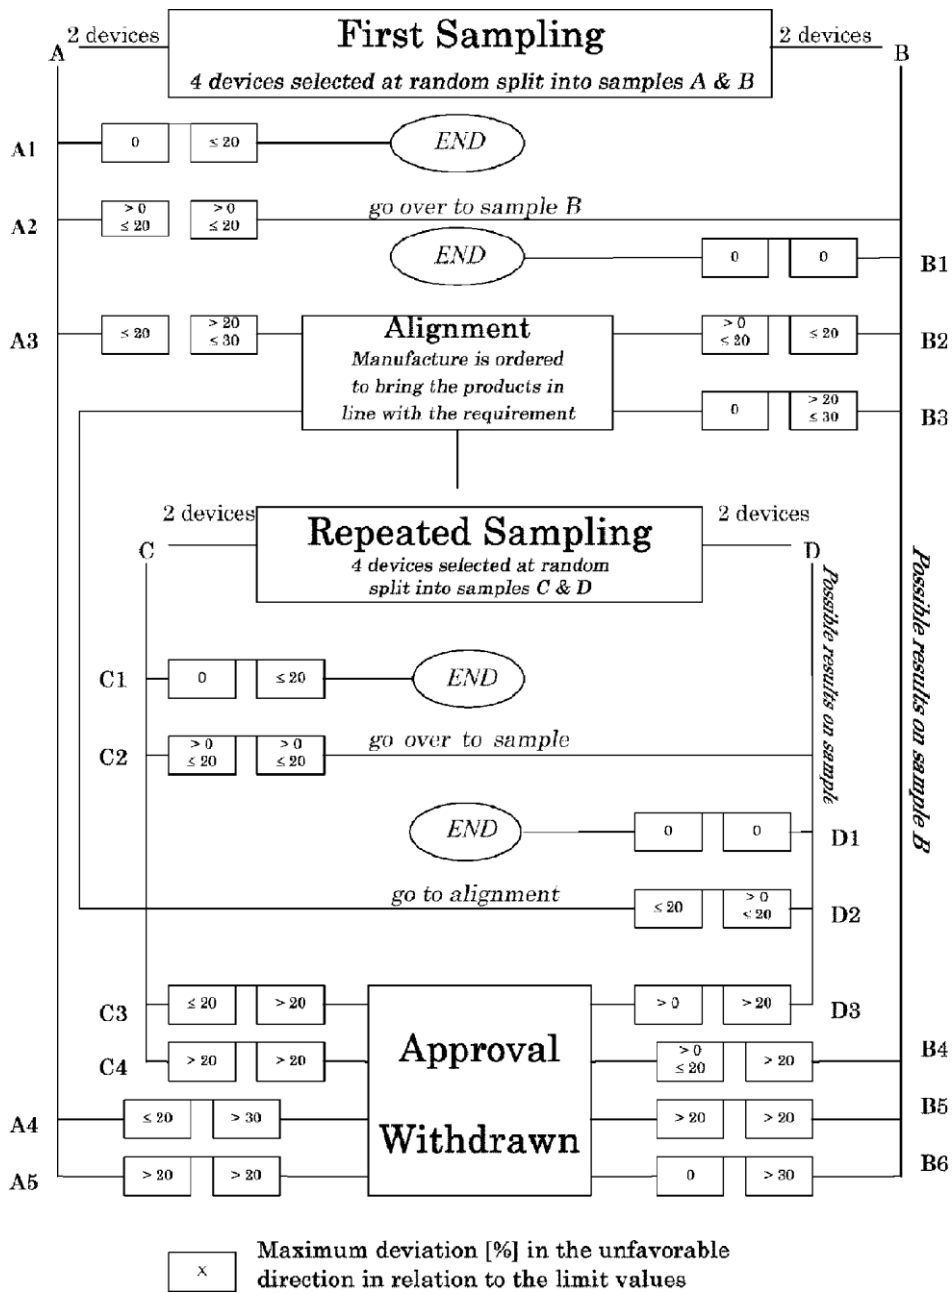 2 devices
First Sampling
2 devices
A
4 devices selected at random split into samples A & B
B
A1
0
≤ 20
END
A2
> 0
≤ 20
> 0
≤ 20
go over to sample B
END
0
0
B1
A3
≤ 20
> 20
≤ 30
Alignment
Manufacture is ordered
to bring the products in
line with the requirement
> 0
≤ 20
≤ 20
B2
0
> 20
≤ 30
B3
2 devices
Repeated Sampling
2 devices
C
4 devices selected at random
split into samples C & D
D
Possible results on sample
Possible results on sample B
C1
0
≤ 20
END
C2
> 0
≤ 20
> 0
≤ 20
go over to sample
END
0
0
D1
go to alignment
≤ 20
> 0
≤ 20
D2
C3
≤ 20
> 20
Approval
Withdrawn
> 0
> 20
D3
C4
> 20
> 20
> 0
≤ 20
> 20
B4
A4
≤ 20
> 30
> 20
> 20
B5
A5
> 20
> 20
0
> 30
B6
x
Maximum deviation [%] in the unfavorable
direction in relation to the limit values